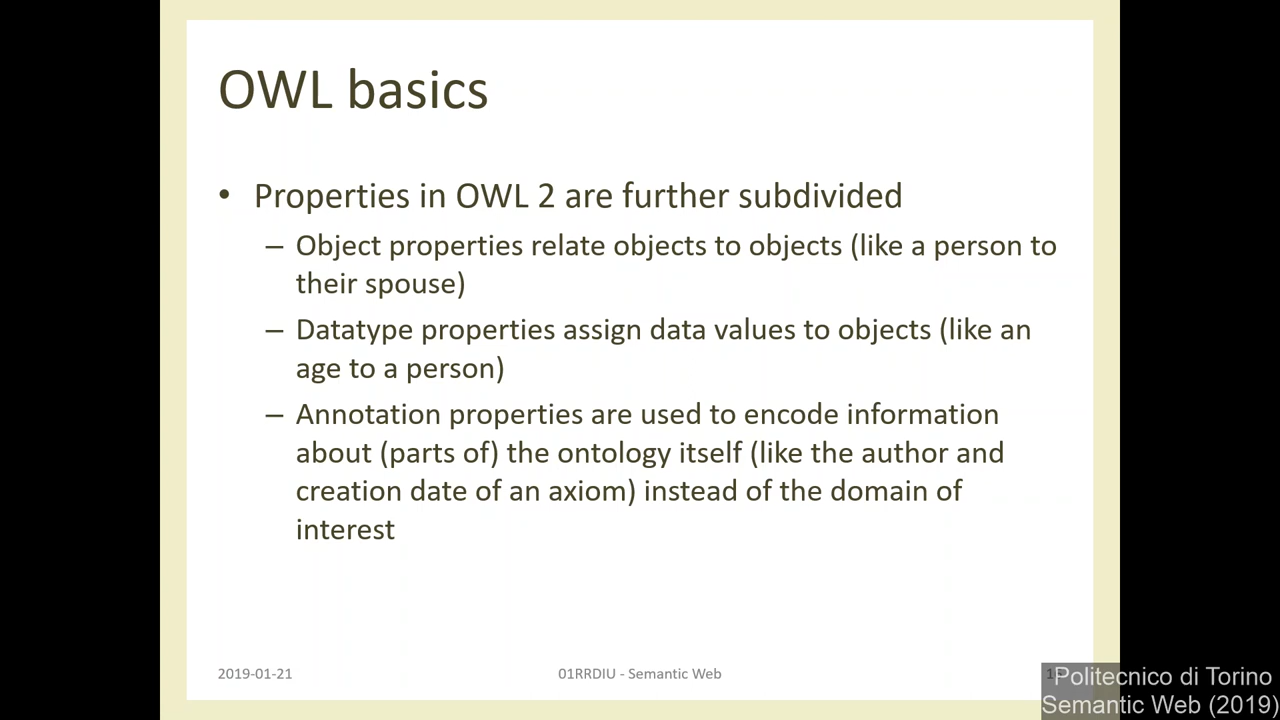 OWL basics
• Properties in OWL 2 are further subdivided
– Object properties relate objects to objects (like a person to
their spouse)
– Datatype properties assign data values to objects (like an
age to a person)
– Annotation properties are used to encode information
about (parts of) the ontology itself (like the author and
creation date of an axiom) instead of the domain of
interest
2019-01-21
01RRDIU - Semantic Web
Politecnico di Torino
Semantic Web (2019)